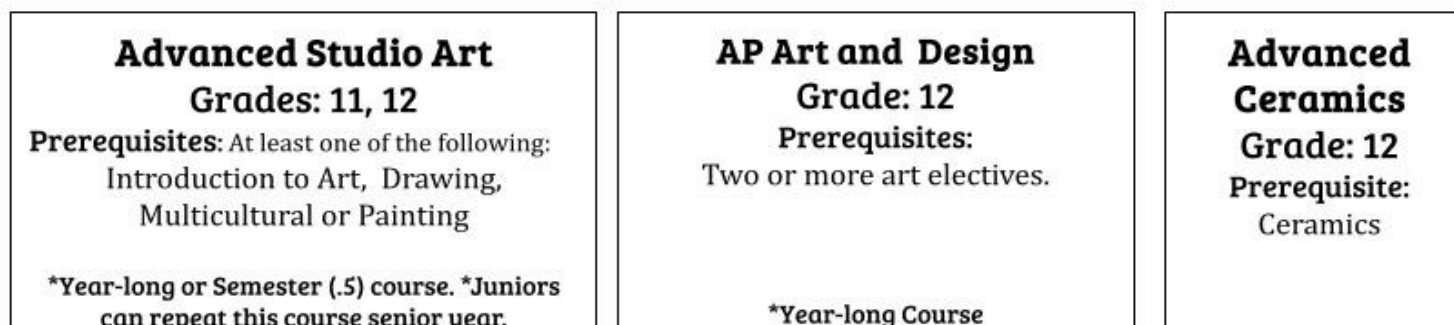 Advanced Studio Art
Grades: 11, 12
Prerequisites: At least one of the following:
Introduction to Art, Drawing,
Multicultural or Painting
*Year-long or Semester (.5) course. *Juniors
can repeat this course senior year.
AP Art and Design
Grade: 12
Prerequisites:
Two or more art electives.
*Year-long Course
Advanced
Ceramics
Grade: 12
Prerequisite:
Ceramics